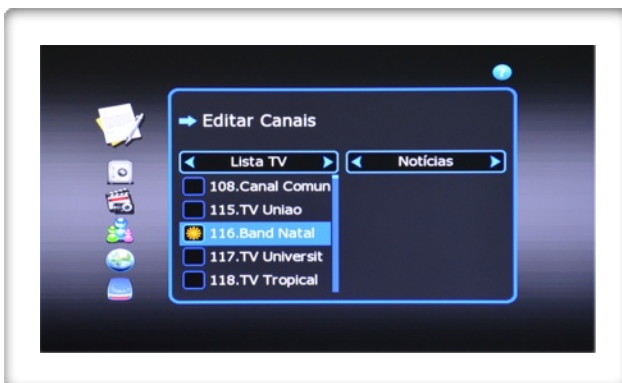 ?
Editar Canais
Lista TV
Notícias
108.Canal Comun
115.TV Uniao
116.Band Natal
117.TV Universit
118.TV Tropical